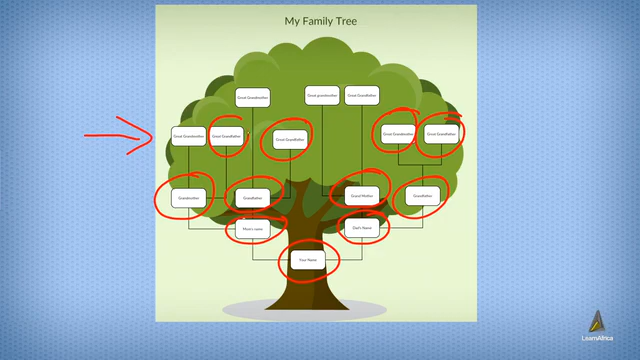 My Family Tree
Great Grandmother
Great grandmother
Great Grandfather
Great Grandmother
Great Grandfather
Great Grandfather
Great Grandmother
Great Grandfather
Grandmother
Grandfather
Grand Mother
Grandfather
Mom's name
Dad's Name
Your Name
LearnAfrica